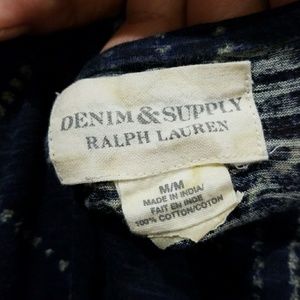 DENIM & SUPPLY
RALPH LAUREN
M/M
MADE IN INDIA/
FAIT EN INDE
100% COTTON/COTON